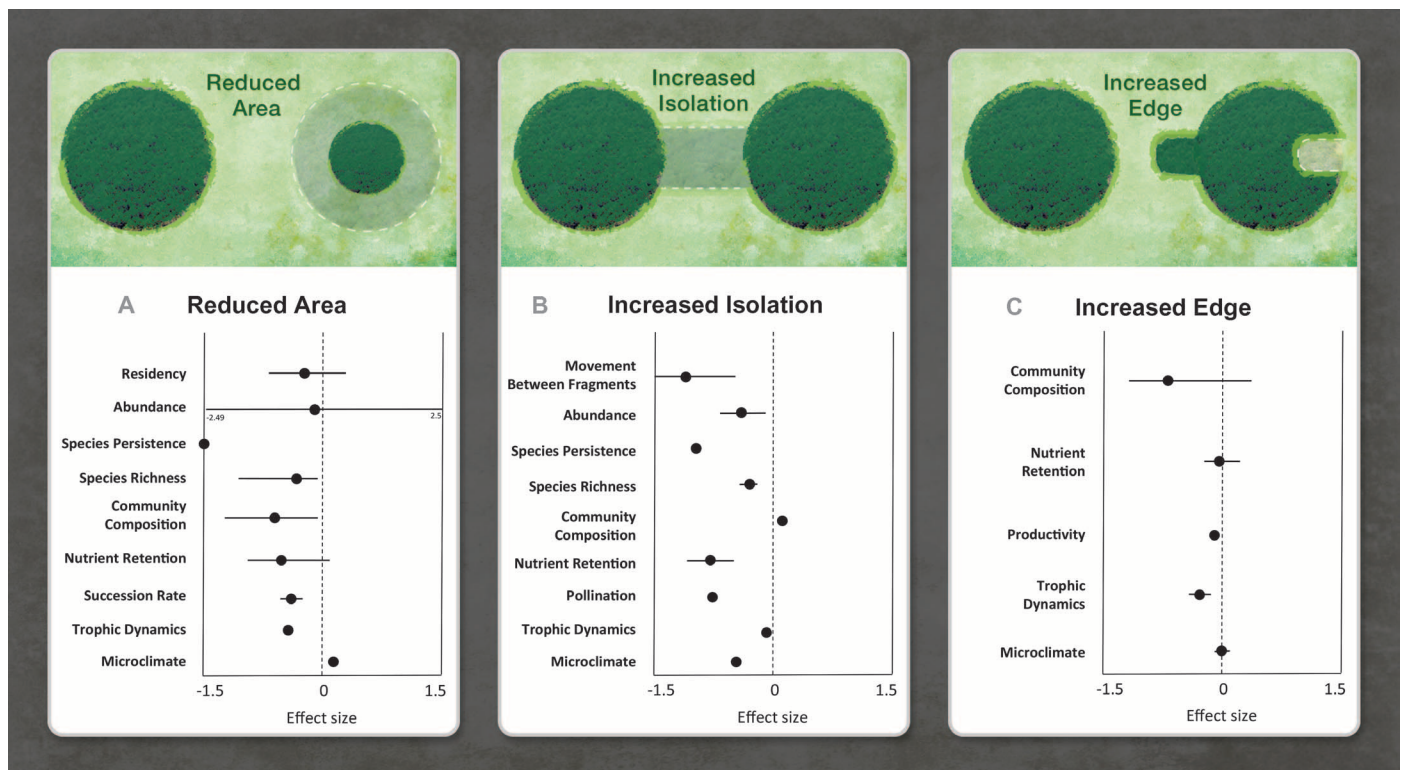 Reduced
Area
Increased
Isolation
Increased
Edge
A Reduced Area
Residency
Abundance
-2.49
2.5
Species Persistence
Species Richness
Community
Composition
Nutrient Retention
Succession Rate
Trophic Dynamics
Microclimate
-1.5 0 1.5
Effect size
B Increased Isolation
Movement
Between Fragments
Abundance
Species Persistence
Species Richness
Community
Composition
Nutrient Retention
Pollination
Trophic Dynamics
Microclimate
-1.5 0 1.5
Effect size
C Increased Edge
Community
Composition
Nutrient
Retention
Productivity
Trophic
Dynamics
Microclimate
-1.5 0 1.5
Effect size